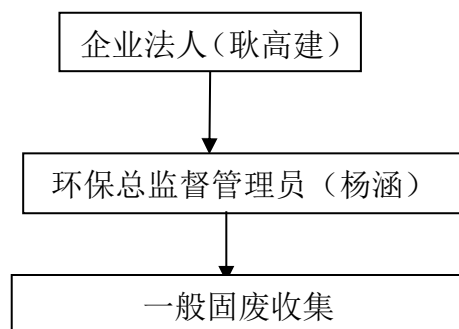 企业法人（耿高建）
环保总监督管理员（杨涵）
一般固废收集